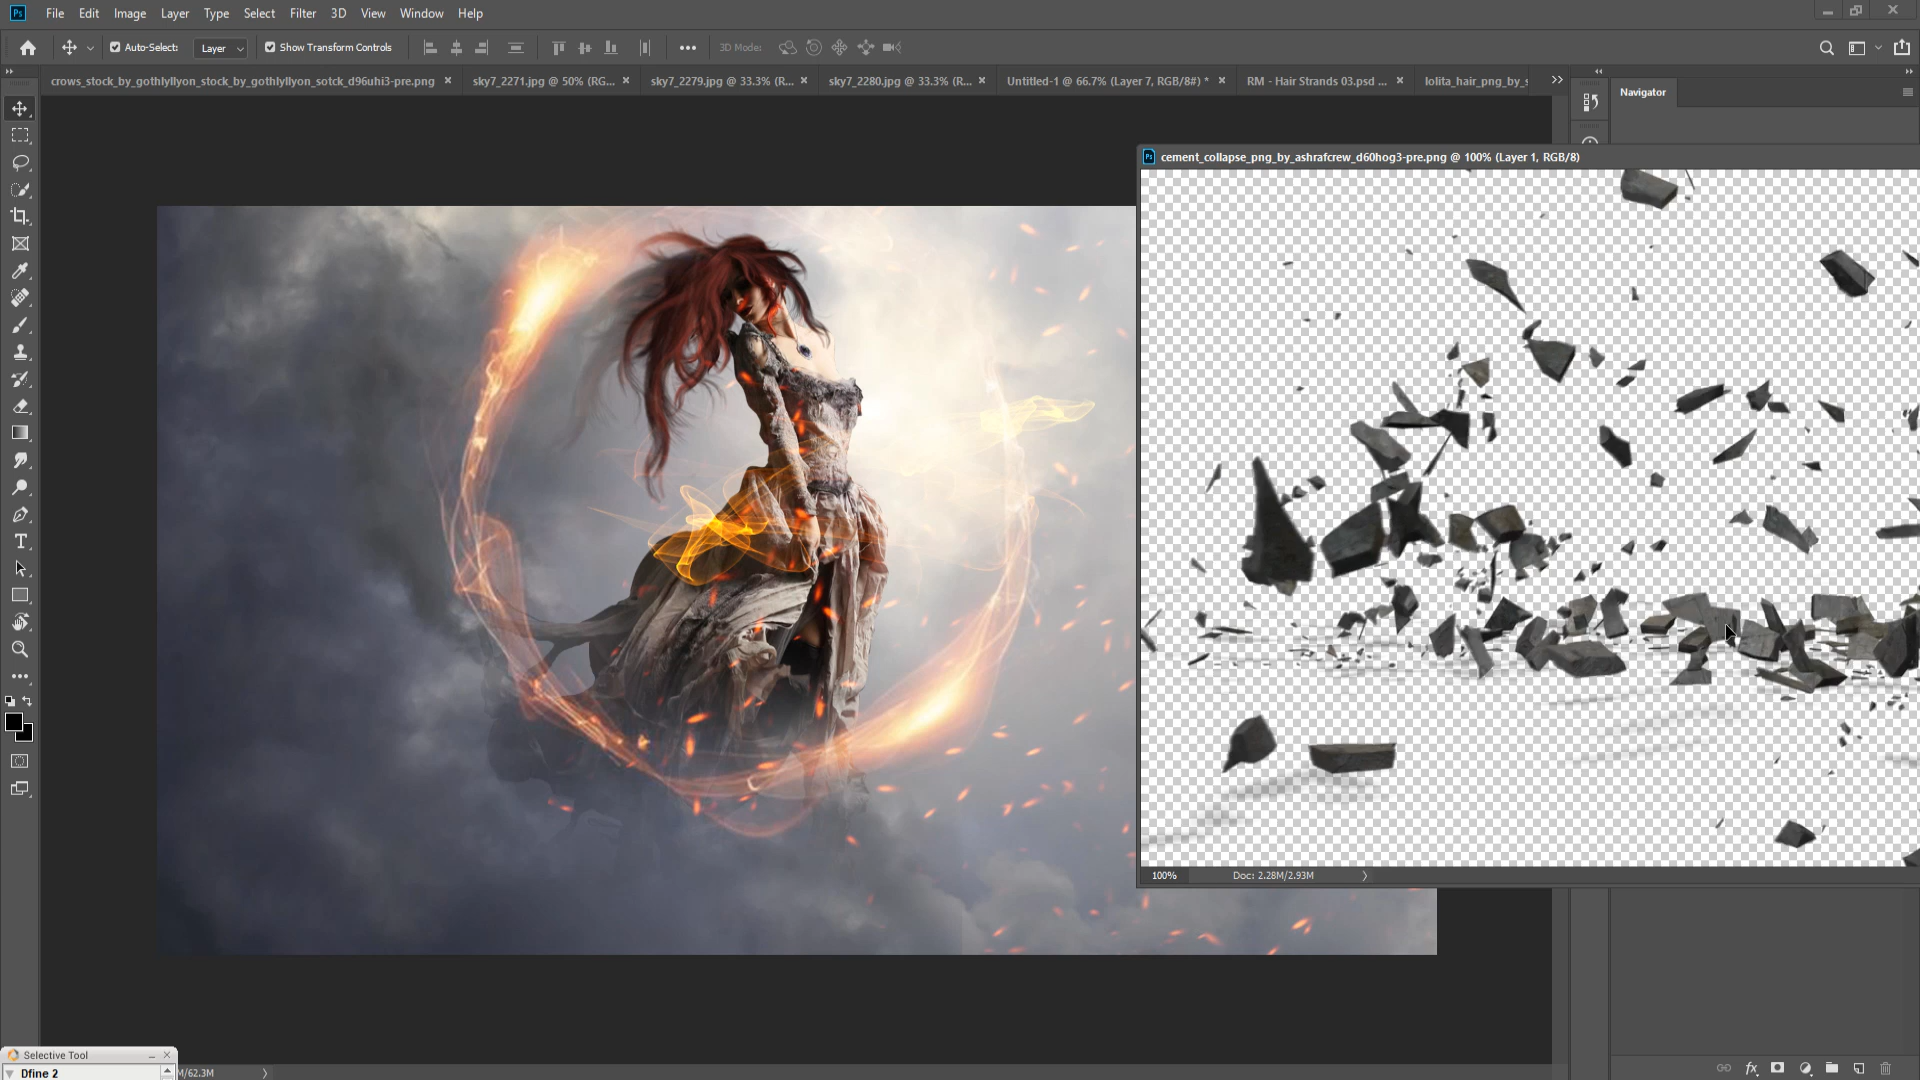 Ps File Edit Image Layer Type Select Filter 3D View Window Help
Auto-Select: Layer Show Transform Controls 3D Mode:
crows_stock_by_gothlyllyon_stock_by_gothlyllyon_sotck_d96uhi3-pre.png sky7_2271.jpg @ 50% (RG... sky7_2279.jpg @ 33.3% (R... sky7_2280.jpg @ 33.3% (R... Untitled-1 @ 66.7% (Layer 7, RGB/8#) * RM - Hair Strands 03.psd ... lolita_hair_png_by_s
Navigator
Ps cement_collapse_png_by_ashrafcrew_d60hog3-pre.png @ 100% (Layer 1, RGB/8)
100% Doc: 2.28M/2.93M
Selective Tool
Dfine 2
M/62.3M
fx